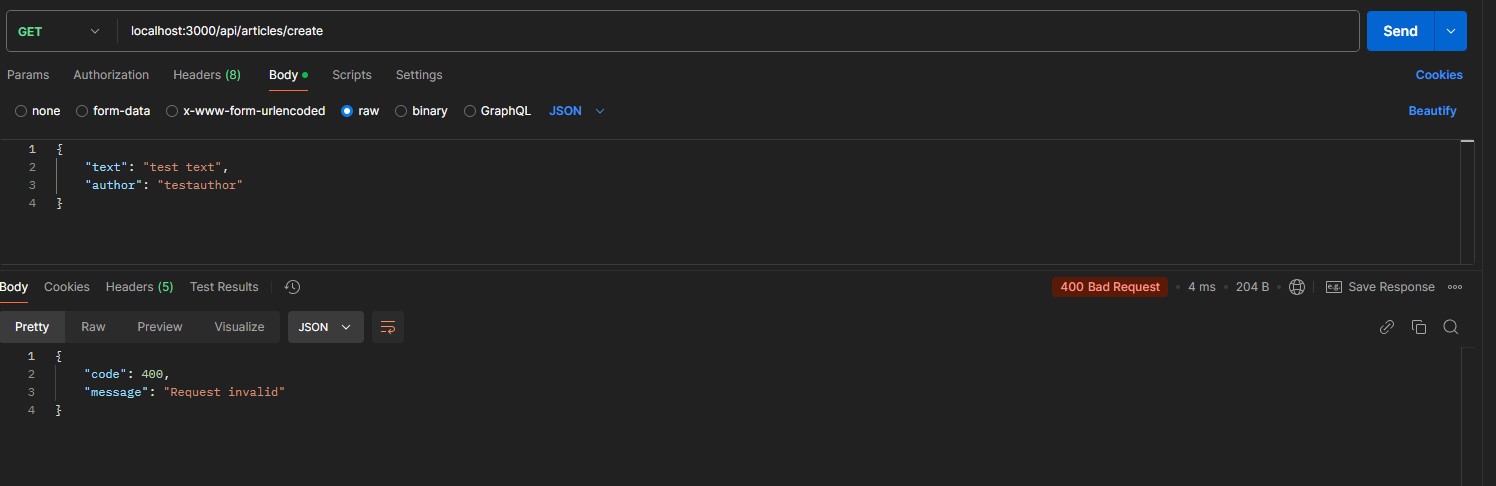 GET localhost:3000/api/articles/create Send
Params Authorization Headers (8) Body Scripts Settings Cookies
none form-data x-www-form-urlencoded raw binary GraphQL JSON Beautify
1 {
2 "text": "test text",
3 "author": "testauthor"
4 }
Body Cookies Headers (5) Test Results 400 Bad Request • 4 ms • 204 B • e.g. Save Response
Pretty Raw Preview Visualize JSON
1 {
2 "code": 400,
3 "message": "Request invalid"
4 }